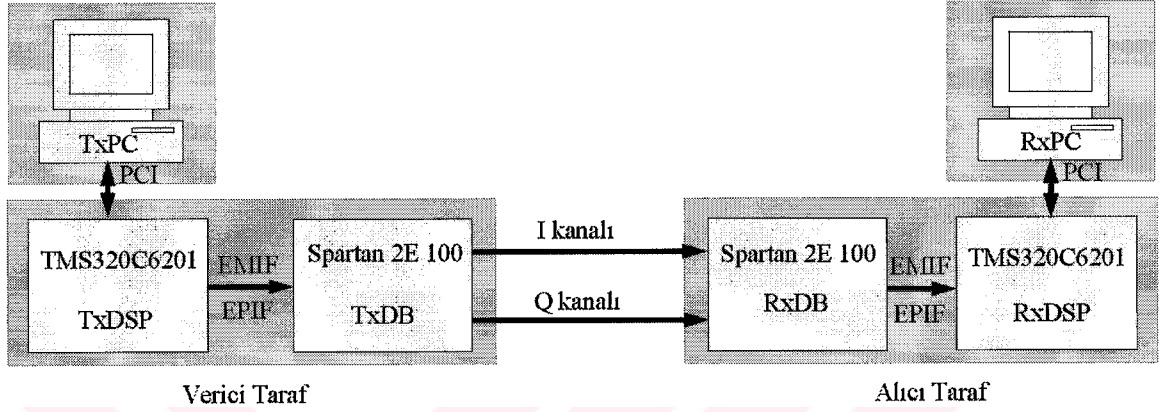 TxPC
PCI
RxPC
PCI
TMS320C6201
TxDSP
EMIF
EPIF
Spartan 2E 100
TxDB
I kanalı
Q kanalı
Spartan 2E 100
RxDB
EMIF
EPIF
TMS320C6201
RxDSP
Verici Taraf
Alıcı Taraf